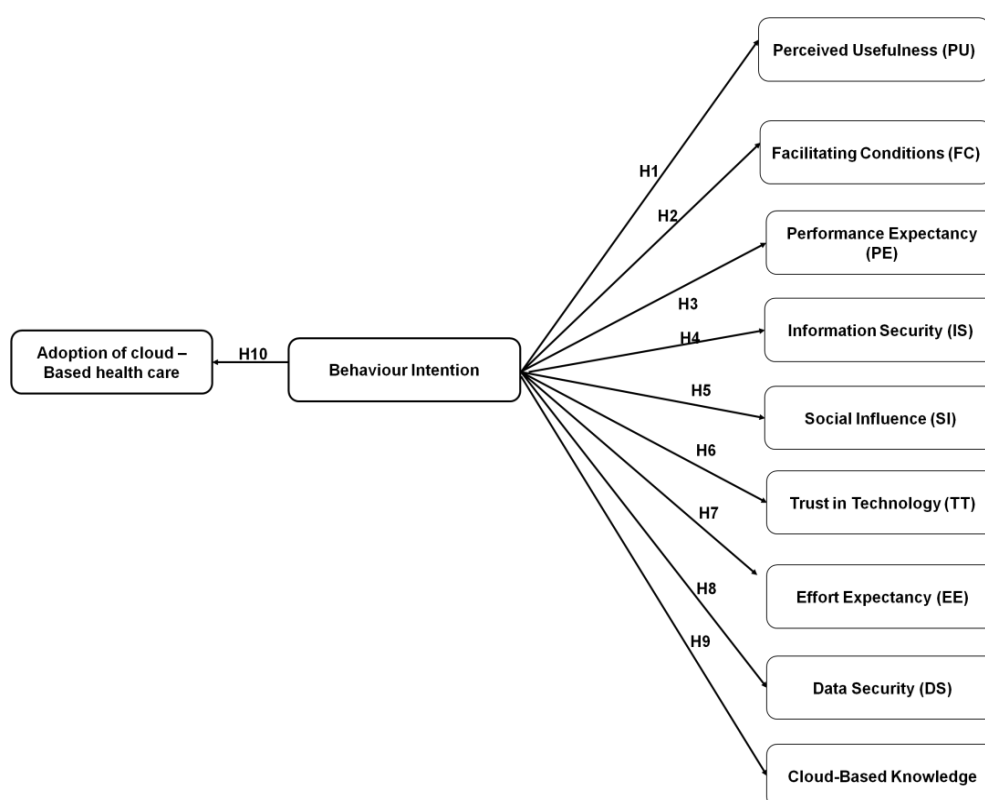 Perceived Usefulness (PU)
Facilitating Conditions (FC)
H1
H2
Performance Expectancy
(PE)
H3
Information Security (IS)
H4
Adoption of cloud –
Based health care
H10
Behaviour Intention
H5
Social Influence (SI)
H6
Trust in Technology (TT)
H7
Effort Expectancy (EE)
H8
H9
Data Security (DS)
Cloud-Based Knowledge